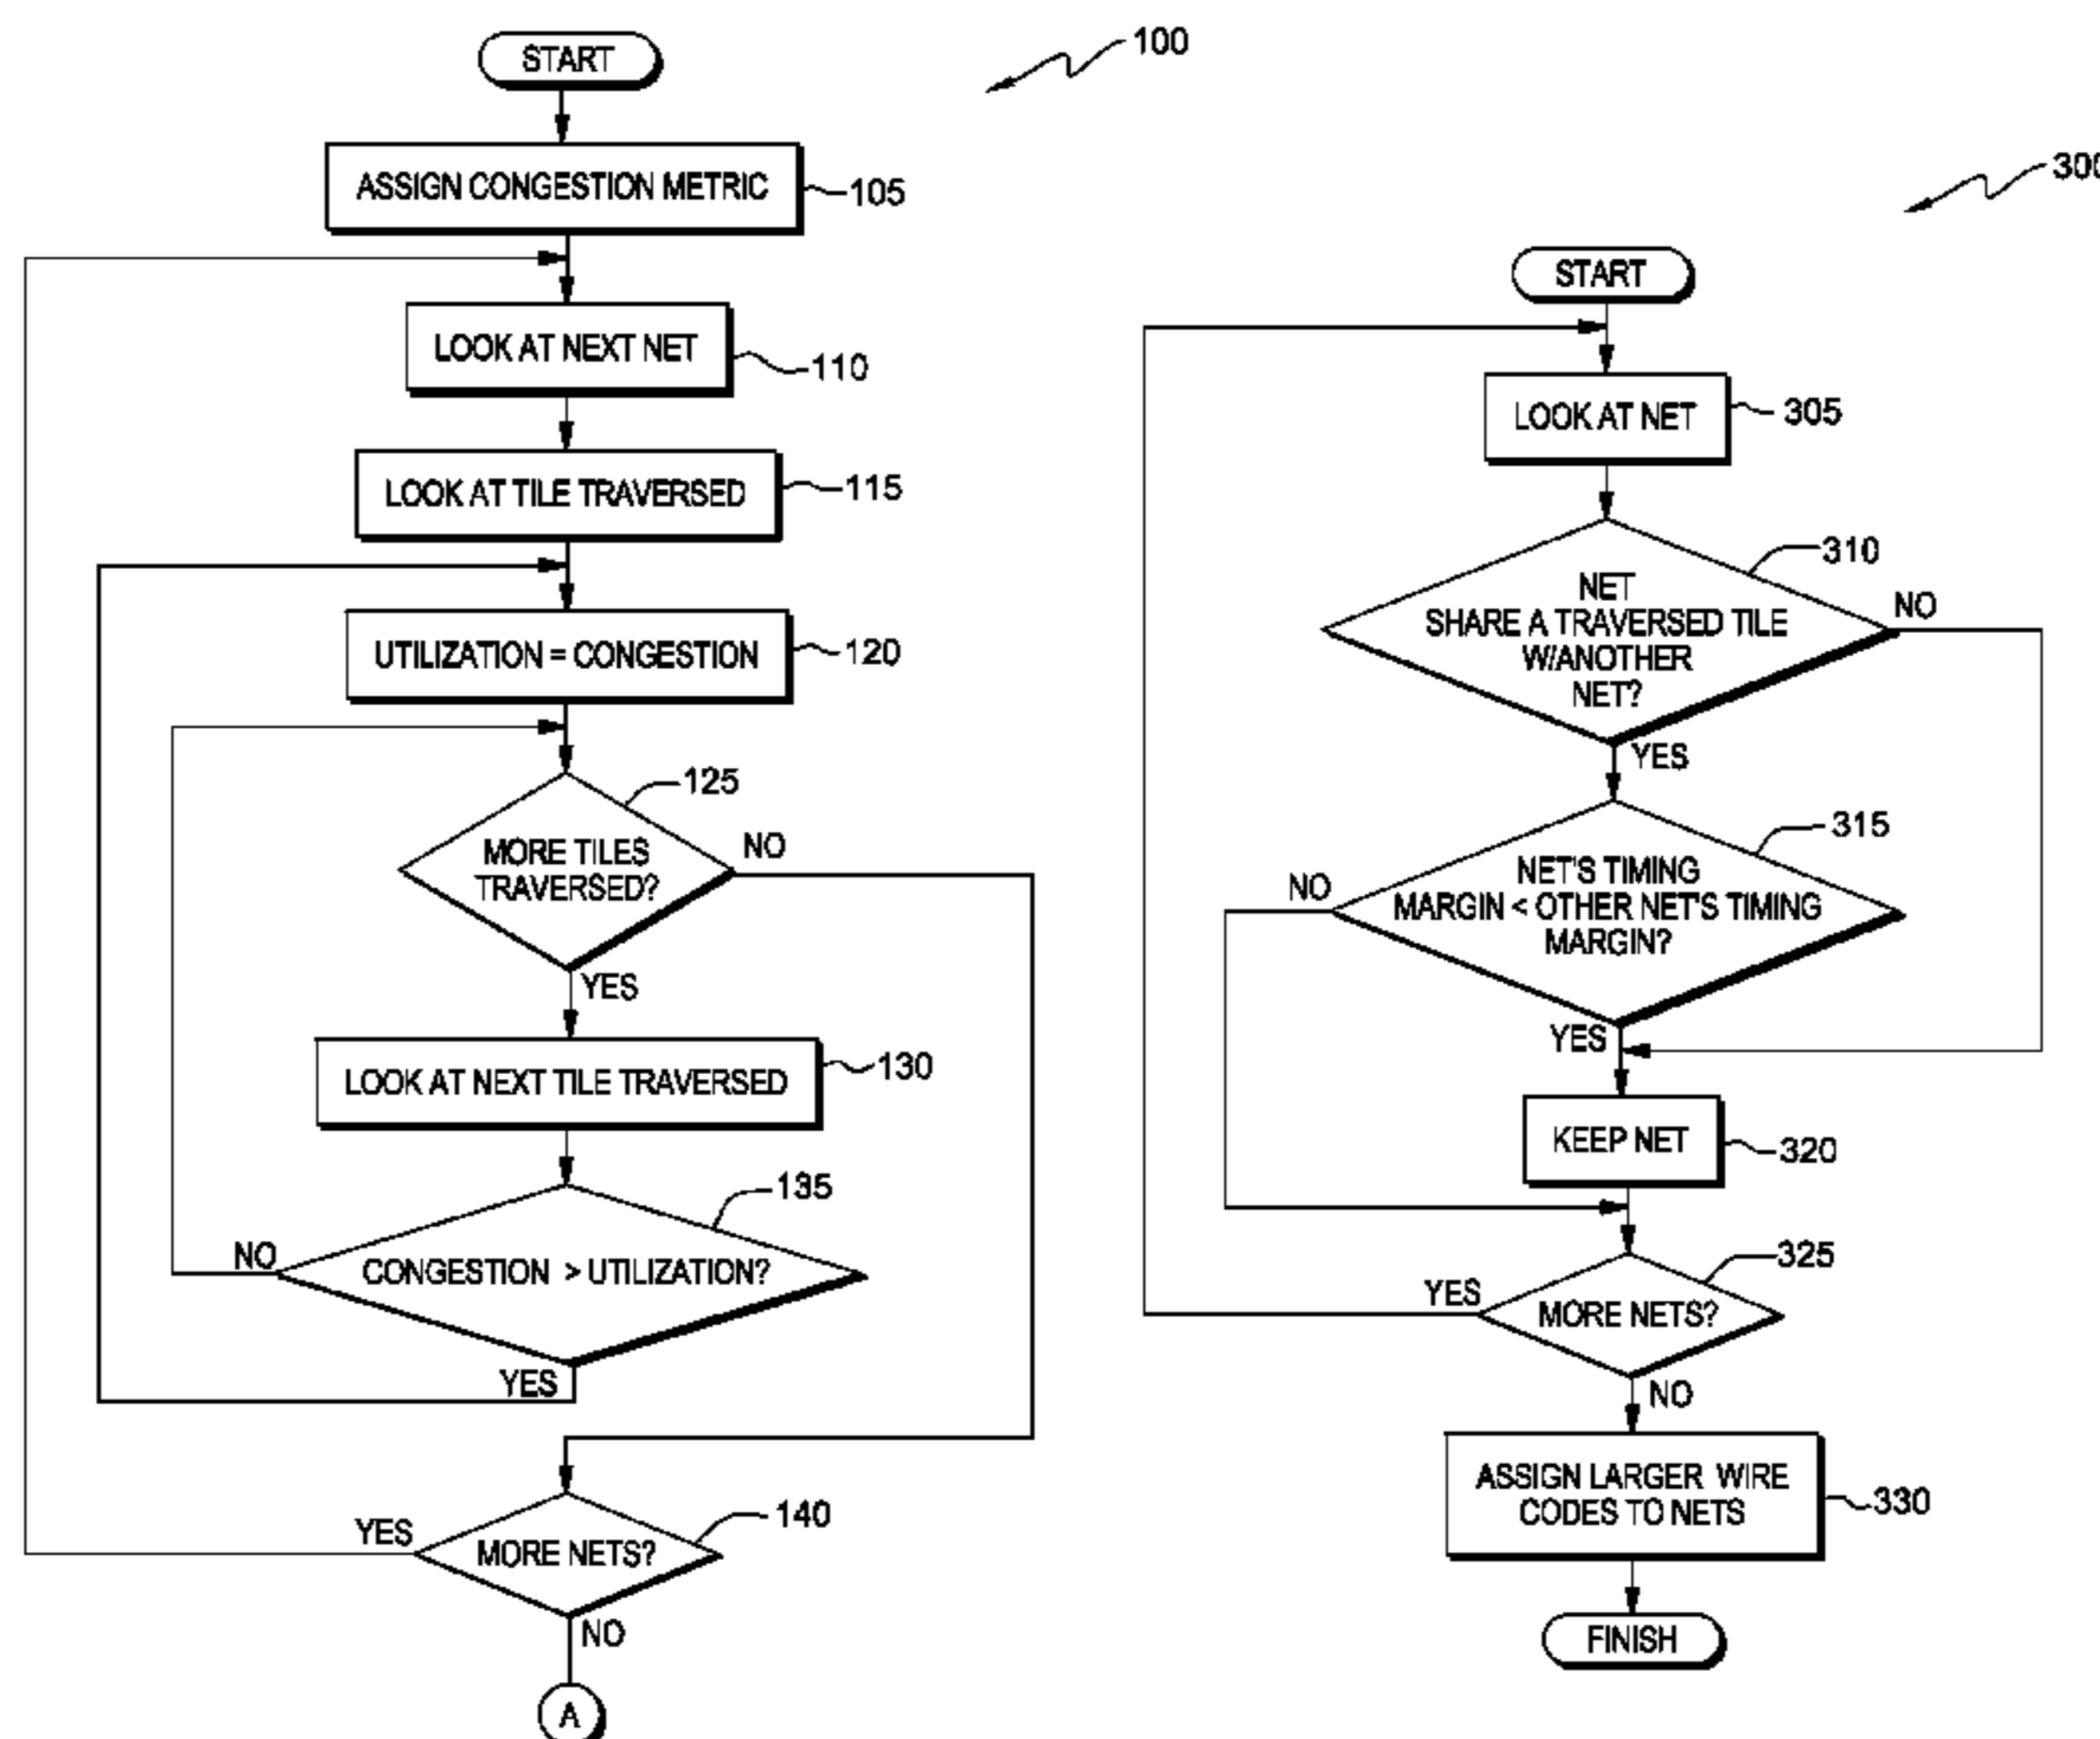 START
100
ASSIGN CONGESTION METRIC
105
LOOK AT NEXT NET
110
LOOK AT TILE TRAVERSED
115
UTILIZATION = CONGESTION
120
125
MORE TILES
TRAVERSED?
NO
YES
LOOK AT NEXT TILE TRAVERSED
130
135
CONGESTION > UTILIZATION?
NO
YES
140
MORE NETS?
YES
NO
A
300
START
LOOK AT NET
305
310
NET
SHARE A TRAVERSED TILE
W/ANOTHER
NET?
NO
YES
315
NET'S TIMING
MARGIN < OTHER NET'S TIMING
MARGIN?
NO
YES
KEEP NET
320
325
MORE NETS?
YES
NO
ASSIGN LARGER WIRE
CODES TO NETS
330
FINISH